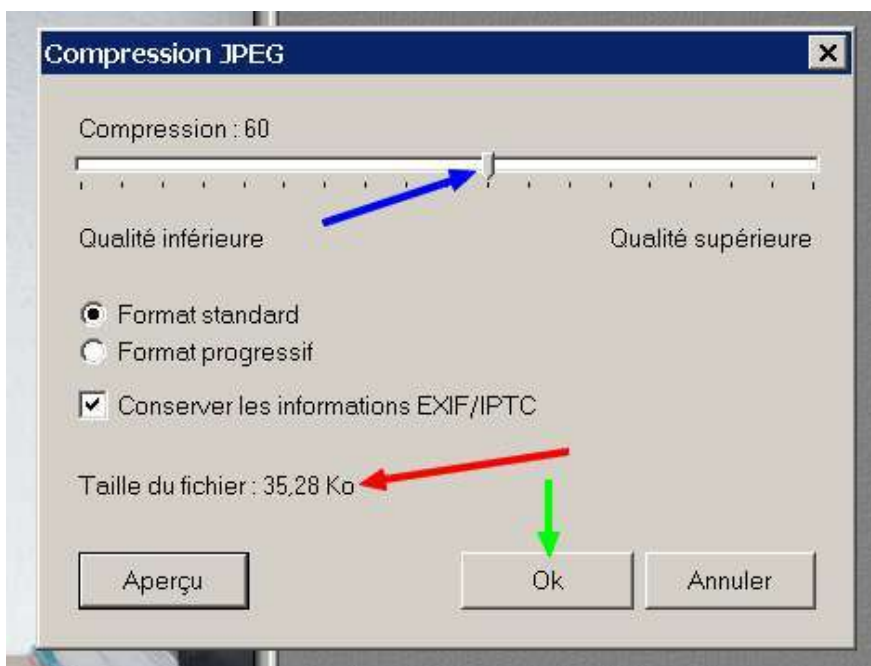 Compression JPEG
Compression : 60
Qualité inférieure Qualité supérieure
Format standard
Format progressif
Conserver les informations EXIF/IPTC
Taille du fichier : 35,28 Ko
Aperçu Ok Annuler